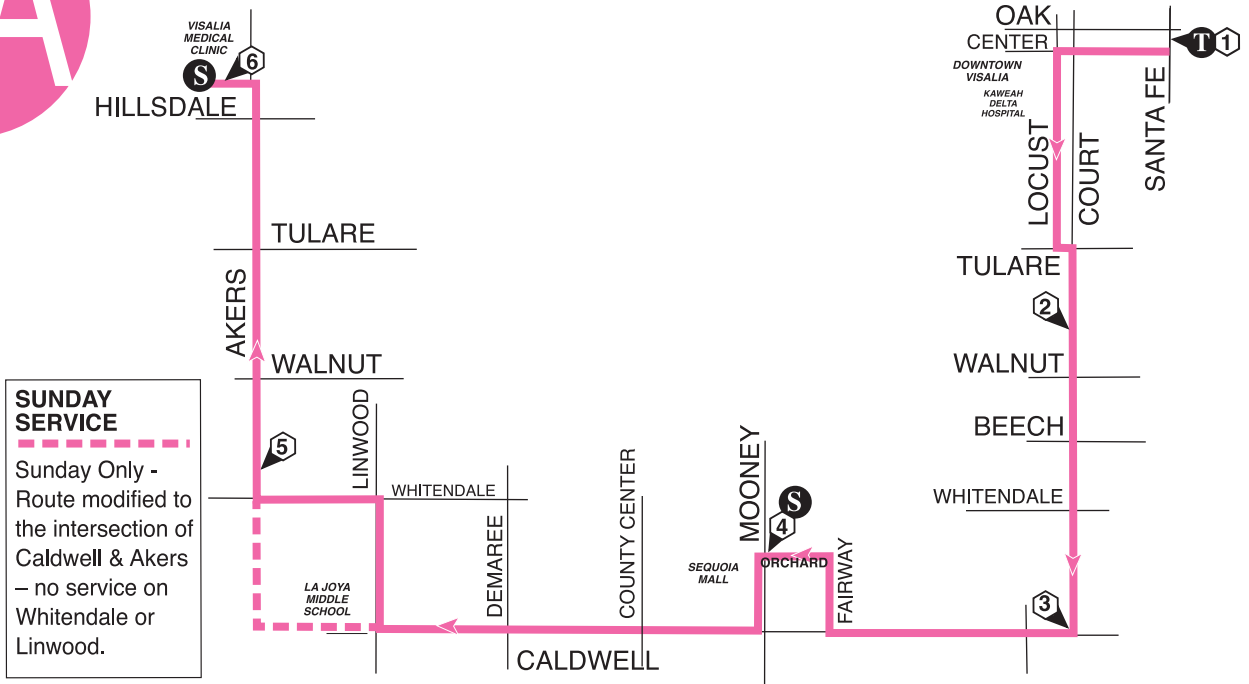 A
VISALIA
MEDICAL
CLINIC
S
6
HILLSDALE
TULARE
AKERS
WALNUT
5
LINWOOD
WHITENDALE
DEMAREE
COUNTY CENTER
LA JOYA
MIDDLE
SCHOOL
SUNDAY
SERVICE
Sunday Only -
Route modified to
the intersection of
Caldwell & Akers
– no service on
Whitendale or
Linwood.
OAK
CENTER
T
1
DOWNTOWN
VISALIA
KAWEAH
DELTA
HOSPITAL
LOCUST
COURT
SANTA FE
TULARE
2
WALNUT
BEECH
WHITENDALE
3
MOONEY
S
4
SEQUOIA
MALL
ORCHARD
FAIRWAY
CALDWELL